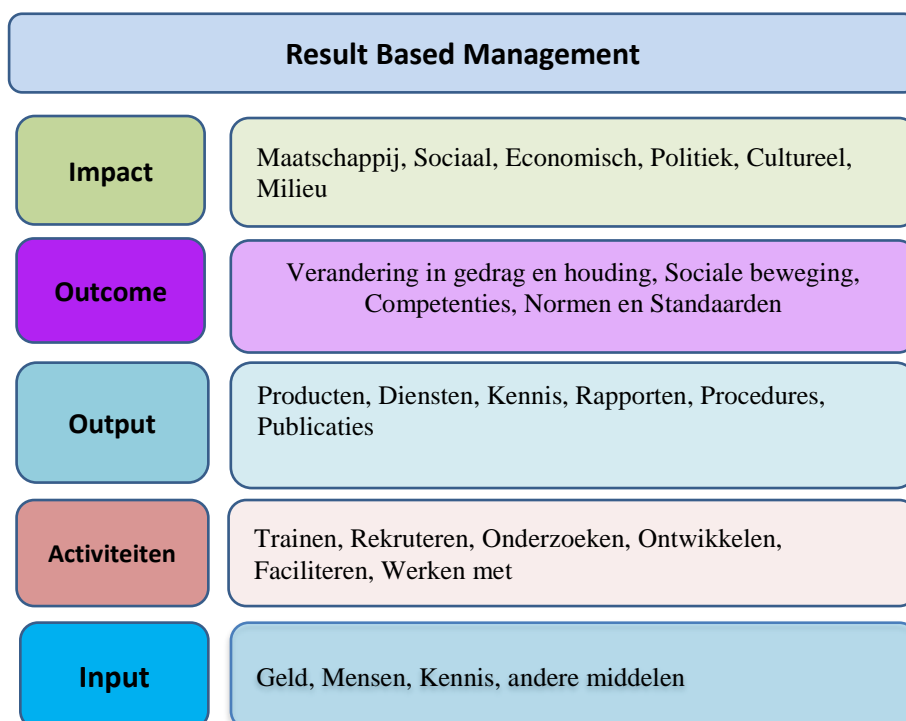 Result Based Management
Impact
Maatschappij, Sociaal, Economisch, Politiek, Cultureel,
Milieu
Outcome
Verandering in gedrag en houding, Sociale beweging,
Competenties, Normen en Standaarden
Output
Producten, Diensten, Kennis, Rapporten, Procedures,
Publicaties
Activiteiten
Trainen, Rekruteren, Onderzoeken, Ontwikkelen,
Faciliteren, Werken met
Input
Geld, Mensen, Kennis, andere middelen